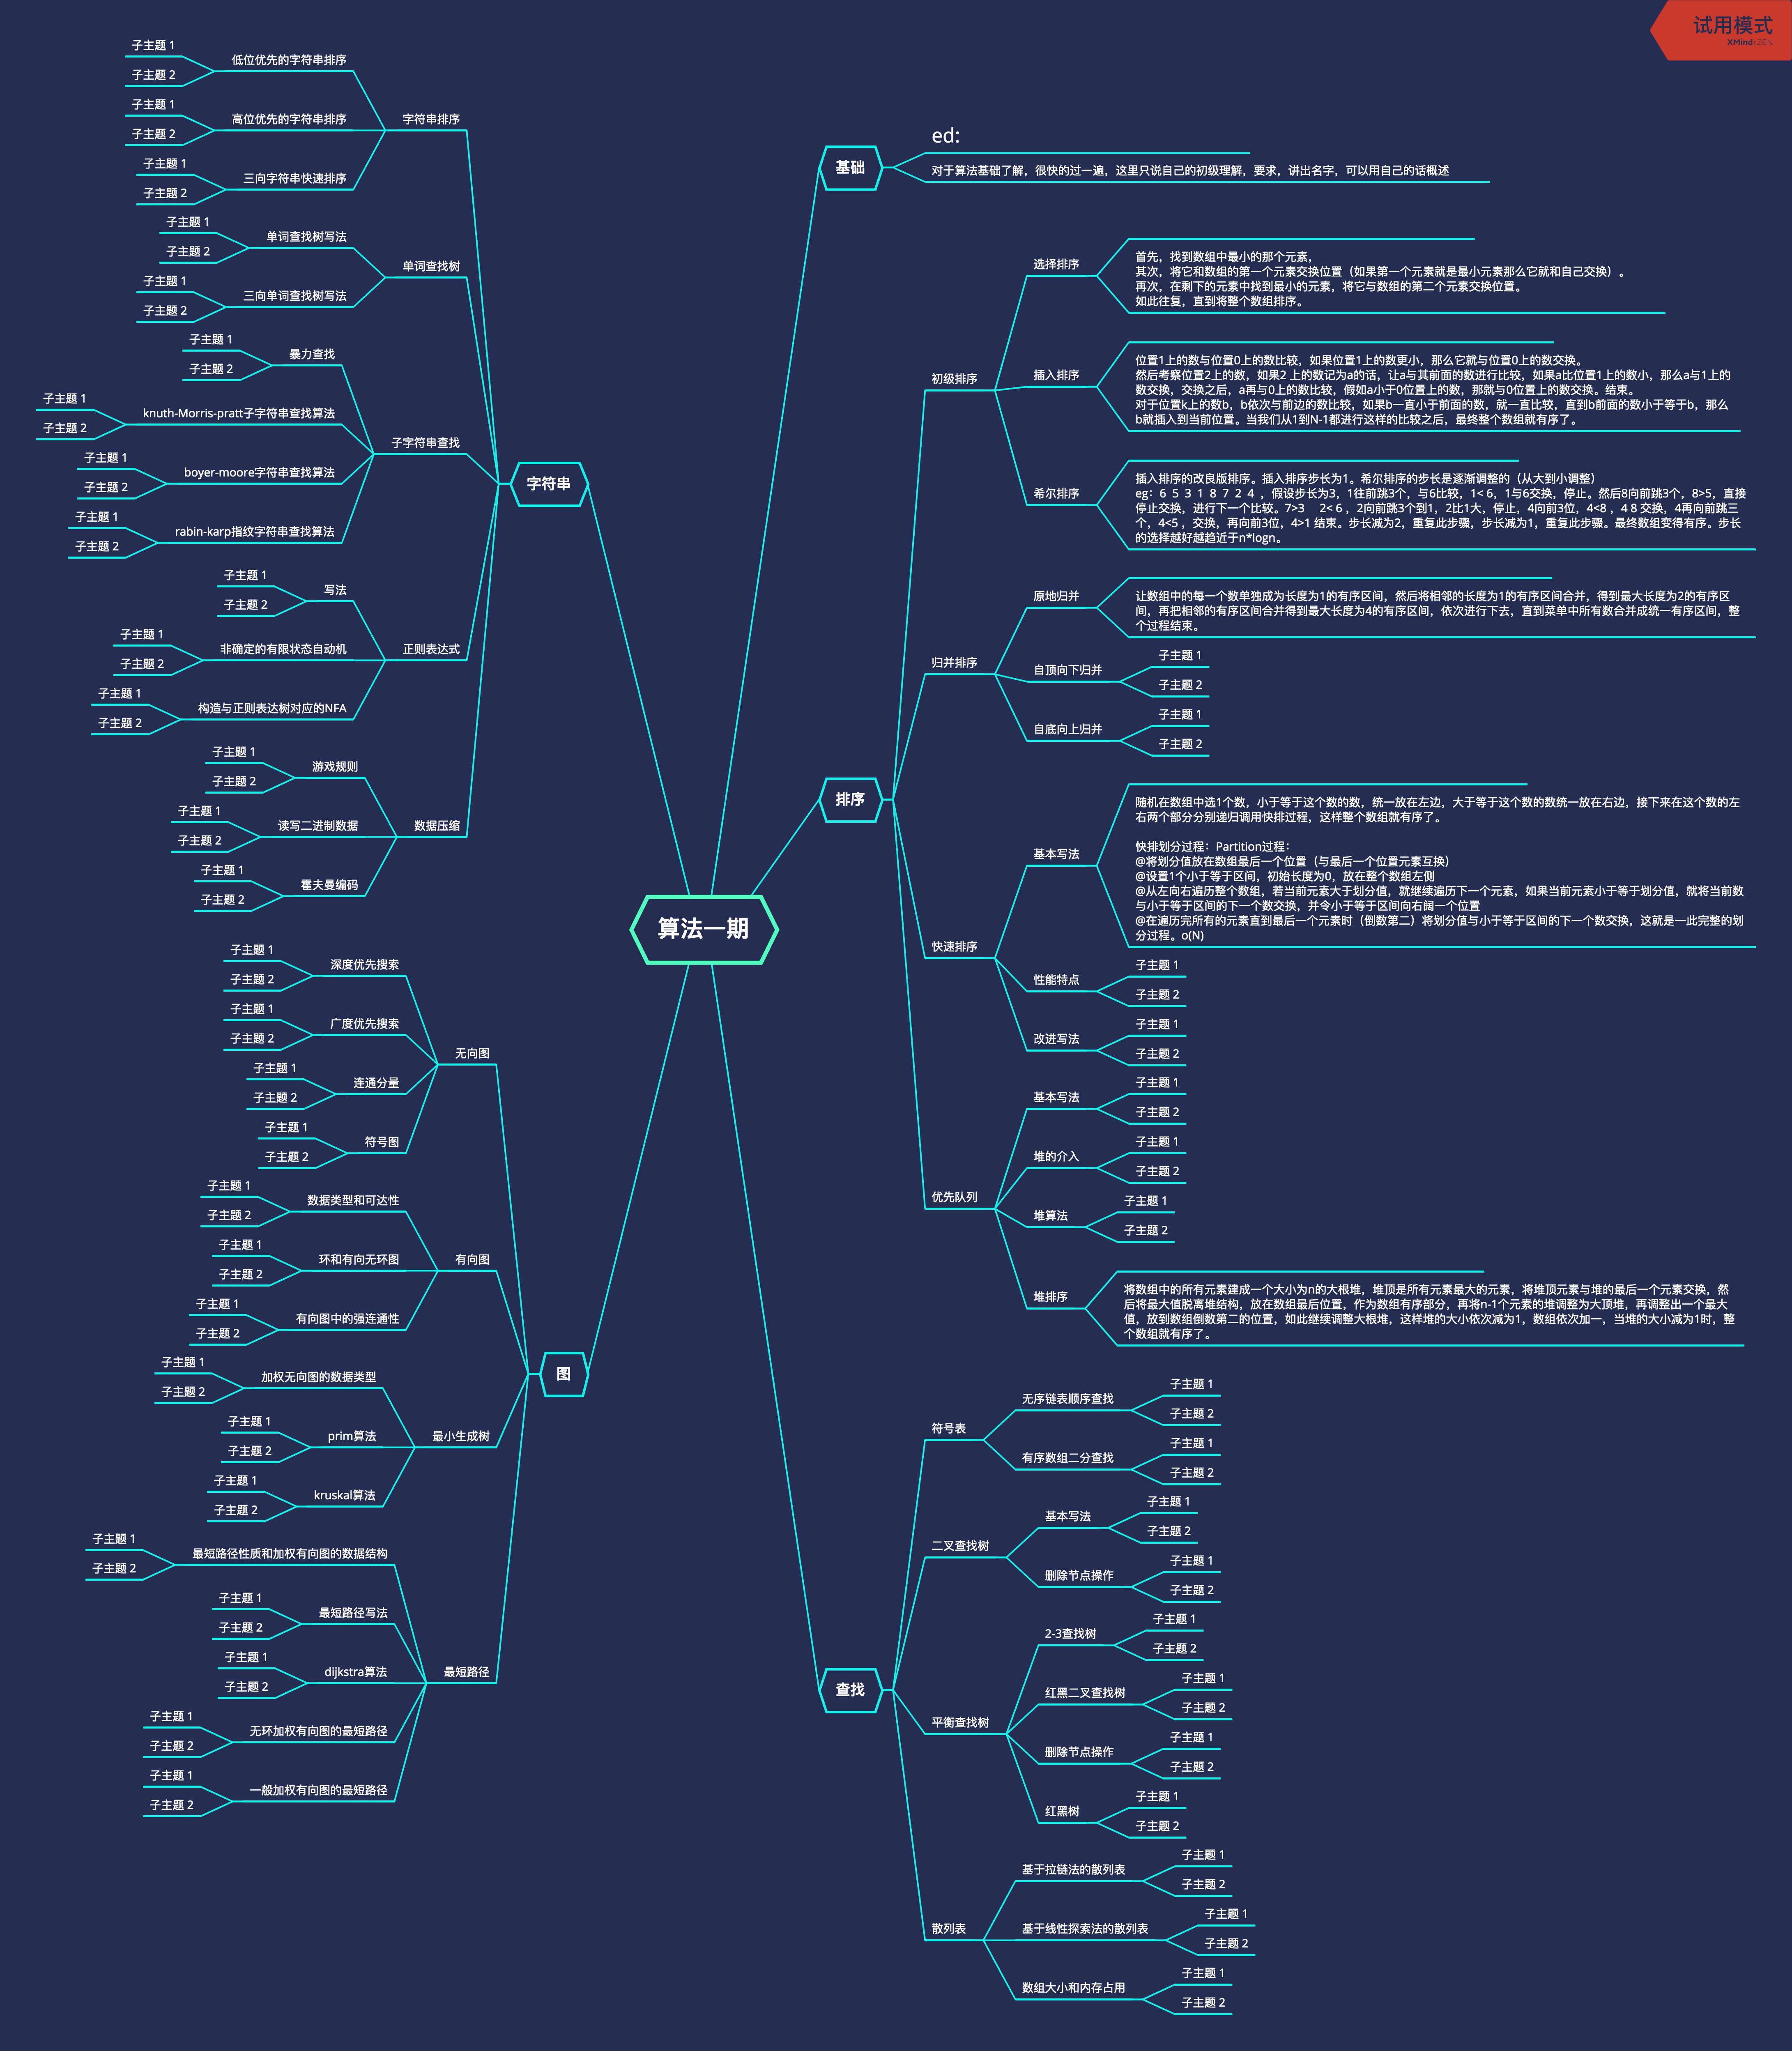 试用模式
XMind:ZEN
算法一期
基础
ed:
对于算法基础了解，很快的过一遍，这里只说自己的初级理解，要求，讲出名字，可以用自己的话概述
排序
初级排序
选择排序
首先，找到数组中最小的那个元素，
其次，将它和数组的第一个元素交换位置（如果第一个元素就是最小元素那么它就和自己交换）。
再次，在剩下的元素中找到最小的元素，将它与数组的第二个元素交换位置。
如此往复，直到将整个数组排序。
插入排序
位置1上的数与位置0上的数比较，如果位置1上的数更小，那么它就与位置0上的数交换。
然后考察位置2上的数，如果2 上的数记为a的话，让a与其前面的数进行比较，如果a比位置1上的数小，那么a与1上的
数交换，交换之后，a再与0上的数比较，假如a小于0位置上的数，那就与0位置上的数交换。结束。
对于位置k上的数b，b依次与前边的数比较，如果b一直小于前面的数，就一直比较，直到b前面的数小于等于b，那么
b就插入到当前位置。当我们从1到N-1都进行这样的比较之后，最终整个数组就有序了。
希尔排序
插入排序的改良版排序。插入排序步长为1。希尔排序的步长是逐渐调整的（从大到小调整）
eg：6 5 3 1 8 7 2 4 ，假设步长为3，1往前跳3个，与6比较，1< 6，1与6交换，停止。然后8向前跳3个，8>5，直接
停止交换，进行下一个比较。7>3 2< 6 ，2向前跳3个到1，2比1大，停止，4向前3位，4<8 ，4 8 交换，4再向前跳三
个，4<5 ，交换，再向前3位，4>1 结束。步长减为2，重复此步骤，步长减为1，重复此步骤。最终数组变得有序。步长
的选择越好越趋近于n*logn。
归并排序
原地归并
让数组中的每一个数单独成为长度为1的有序区间，然后将相邻的长度为1的有序区间合并，得到最大长度为2的有序区
间，再把相邻的有序区间合并得到最大长度为4的有序区间，依次进行下去，直到菜单中所有数合并成统一有序区间，整
个过程结束。
自顶向下归并
子主题 1
子主题 2
自底向上归并
子主题 1
子主题 2
快速排序
基本写法
随机在数组中选1个数，小于等于这个数的数，统一放在左边，大于等于这个数的数统一放在右边，接下来在这个数的左
右两个部分分别递归调用快排过程，这样整个数组就有序了。
快排划分过程：Partition过程：
@将划分值放在数组最后一个位置（与最后一个位置元素互换）
@设置1个小于等于区间，初始长度为0，放在整个数组左侧
@从左向右遍历整个数组，若当前元素大于划分值，就继续遍历下一个元素，如果当前元素小于等于划分值，就将当前数
与小于等于区间的下一个数交换，并令小于等于区间向右阔一个位置
@在遍历完所有的元素直到最后一个元素时（倒数第二）将划分值与小于等于区间的下一个数交换，这就是一此完整的划
分过程。o(N)
性能特点
子主题 1
子主题 2
改进写法
子主题 1
子主题 2
优先队列
基本写法
子主题 1
子主题 2
堆的介入
子主题 1
子主题 2
堆算法
子主题 1
子主题 2
堆排序
将数组中的所有元素建成一个大小为n的大根堆，堆顶是所有元素最大的元素，将堆顶元素与堆的最后一个元素交换，然
后将最大值脱离堆结构，放在数组最后位置，作为数组有序部分，再将n-1个元素的堆调整为大顶堆，再调整出一个最大
值，放到数组倒数第二的位置，如此继续调整大根堆，这样堆的大小依次减为1，数组依次加一，当堆的大小减为1时，整
个数组就有序了。
查找
符号表
无序链表顺序查找
子主题 1
子主题 2
有序数组二分查找
子主题 1
子主题 2
二叉查找树
基本写法
子主题 1
子主题 2
删除节点操作
子主题 1
子主题 2
平衡查找树
2-3查找树
子主题 1
子主题 2
红黑二叉查找树
子主题 1
子主题 2
删除节点操作
子主题 1
子主题 2
红黑树
子主题 1
子主题 2
散列表
基于拉链法的散列表
子主题 1
子主题 2
基于线性探索法的散列表
子主题 1
子主题 2
数组大小和内存占用
子主题 1
子主题 2
字符串
字符串排序
低位优先的字符串排序
子主题 1
子主题 2
高位优先的字符串排序
子主题 1
子主题 2
三向字符串快速排序
子主题 1
子主题 2
单词查找树
单词查找树写法
子主题 1
子主题 2
三向单词查找树写法
子主题 1
子主题 2
子字符串查找
暴力查找
子主题 1
子主题 2
knuth-Morris-pratt子字符串查找算法
子主题 1
子主题 2
boyer-moore字符串查找算法
子主题 1
子主题 2
rabin-karp指纹字符串查找算法
子主题 1
子主题 2
正则表达式
写法
子主题 1
子主题 2
非确定的有限状态自动机
子主题 1
子主题 2
构造与正则表达树对应的NFA
子主题 1
子主题 2
数据压缩
游戏规则
子主题 1
子主题 2
读写二进制数据
子主题 1
子主题 2
霍夫曼编码
子主题 1
子主题 2
图
无向图
深度优先搜索
子主题 1
子主题 2
广度优先搜索
子主题 1
子主题 2
连通分量
子主题 1
子主题 2
符号图
子主题 1
子主题 2
有向图
数据类型和可达性
子主题 1
子主题 2
环和有向无环图
子主题 1
子主题 2
有向图中的强连通性
子主题 1
子主题 2
最小生成树
加权无向图的数据类型
子主题 1
子主题 2
prim算法
子主题 1
子主题 2
kruskal算法
子主题 1
子主题 2
最短路径
最短路径性质和加权有向图的数据结构
子主题 1
子主题 2
最短路径写法
子主题 1
子主题 2
dijkstra算法
子主题 1
子主题 2
无环加权有向图的最短路径
子主题 1
子主题 2
一般加权有向图的最短路径
子主题 1
子主题 2